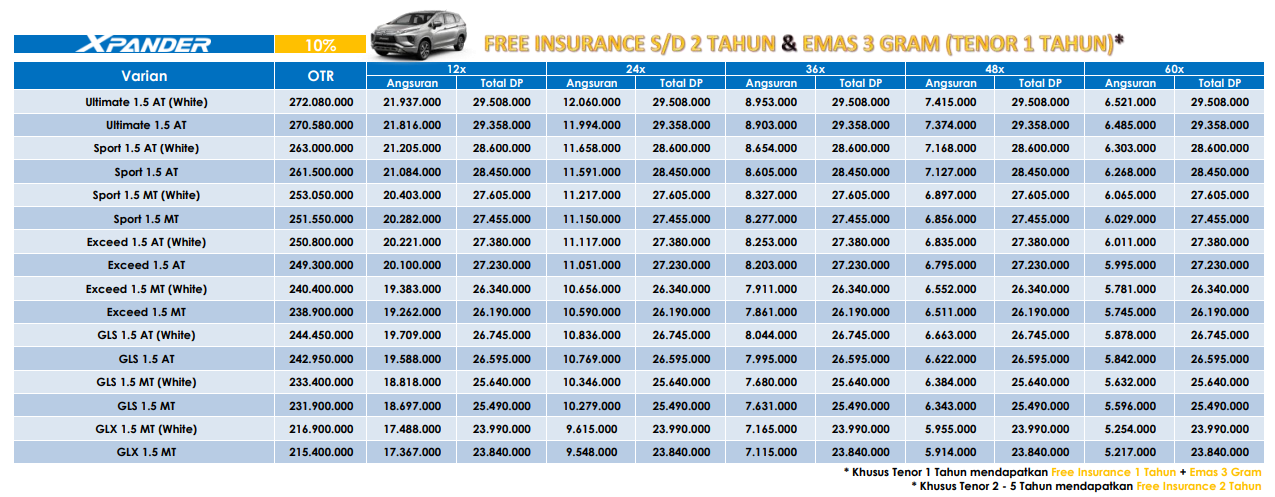 XPANDER 10% FREE INSURANCE S/D 2 TAHUN & EMAS 3 GRAM (TENOR 1 TAHUN)*
Varian OTR 12x 24x 36x 48x 60x
Angsuran Total DP Angsuran Total DP Angsuran Total DP Angsuran Total DP Angsuran Total DP
Ultimate 1.5 AT (White) 272.080.000 21.937.000 29.508.000 12.060.000 29.508.000 8.953.000 29.508.000 7.415.000 29.508.000 6.521.000 29.508.000
Ultimate 1.5 AT 270.580.000 21.816.000 29.358.000 11.994.000 29.358.000 8.903.000 29.358.000 7.374.000 29.358.000 6.485.000 29.358.000
Sport 1.5 AT (White) 263.000.000 21.205.000 28.600.000 11.658.000 28.600.000 8.654.000 28.600.000 7.168.000 28.600.000 6.303.000 28.600.000
Sport 1.5 AT 261.500.000 21.084.000 28.450.000 11.591.000 28.450.000 8.605.000 28.450.000 7.127.000 28.450.000 6.268.000 28.450.000
Sport 1.5 MT (White) 253.050.000 20.403.000 27.605.000 11.217.000 27.605.000 8.327.000 27.605.000 6.897.000 27.605.000 6.065.000 27.605.000
Sport 1.5 MT 251.550.000 20.282.000 27.455.000 11.150.000 27.455.000 8.277.000 27.455.000 6.856.000 27.455.000 6.029.000 27.455.000
Exceed 1.5 AT (White) 250.800.000 20.221.000 27.380.000 11.117.000 27.380.000 8.253.000 27.380.000 6.835.000 27.380.000 6.011.000 27.380.000
Exceed 1.5 AT 249.300.000 20.100.000 27.230.000 11.051.000 27.230.000 8.203.000 27.230.000 6.795.000 27.230.000 5.995.000 27.230.000
Exceed 1.5 MT (White) 240.400.000 19.383.000 26.340.000 10.656.000 26.340.000 7.911.000 26.340.000 6.552.000 26.340.000 5.781.000 26.340.000
Exceed 1.5 MT 238.900.000 19.262.000 26.190.000 10.590.000 26.190.000 7.861.000 26.190.000 6.511.000 26.190.000 5.745.000 26.190.000
GLS 1.5 AT (White) 244.450.000 19.709.000 26.745.000 10.836.000 26.745.000 8.044.000 26.745.000 6.663.000 26.745.000 5.878.000 26.745.000
GLS 1.5 AT 242.950.000 19.588.000 26.595.000 10.769.000 26.595.000 7.995.000 26.595.000 6.622.000 26.595.000 5.842.000 26.595.000
GLS 1.5 MT (White) 233.400.000 18.818.000 25.640.000 10.346.000 25.640.000 7.680.000 25.640.000 6.384.000 25.640.000 5.632.000 25.640.000
GLS 1.5 MT 231.900.000 18.697.000 25.490.000 10.279.000 25.490.000 7.631.000 25.490.000 6.343.000 25.490.000 5.596.000 25.490.000
GLX 1.5 MT (White) 216.900.000 17.488.000 23.990.000 9.615.000 23.990.000 7.165.000 23.990.000 5.955.000 23.990.000 5.254.000 23.990.000
GLX 1.5 MT 215.400.000 17.367.000 23.840.000 9.548.000 23.840.000 7.115.000 23.840.000 5.914.000 23.840.000 5.217.000 23.840.000
* Khusus Tenor 1 Tahun mendapatkan Free Insurance 1 Tahun + Emas 3 Gram
* Khusus Tenor 2 - 5 Tahun mendapatkan Free Insurance 2 Tahun